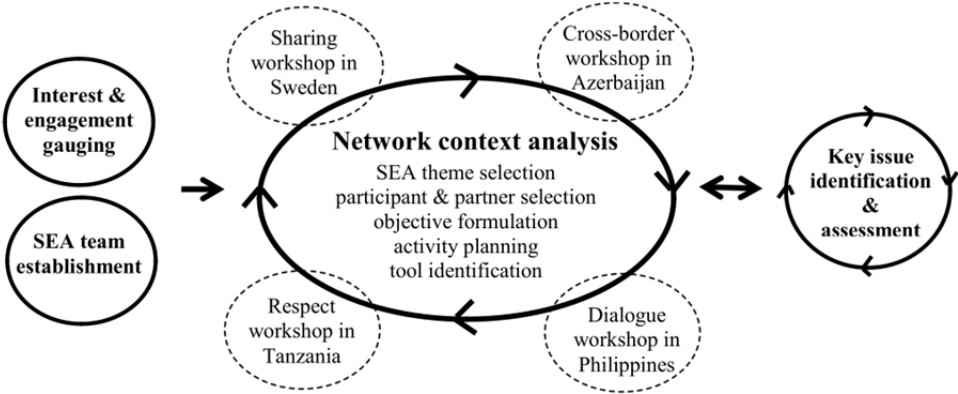 Interest &
engagement
gauging
SEA team
establishment
Sharing
workshop in
Sweden
Cross-border
workshop in
Azerbaijan
Network context analysis
SEA theme selection
participant & partner selection
objective formulation
activity planning
tool identification
Respect
workshop in
Tanzania
Dialogue
workshop in
Philippines
Key issue
identification
&
assessment